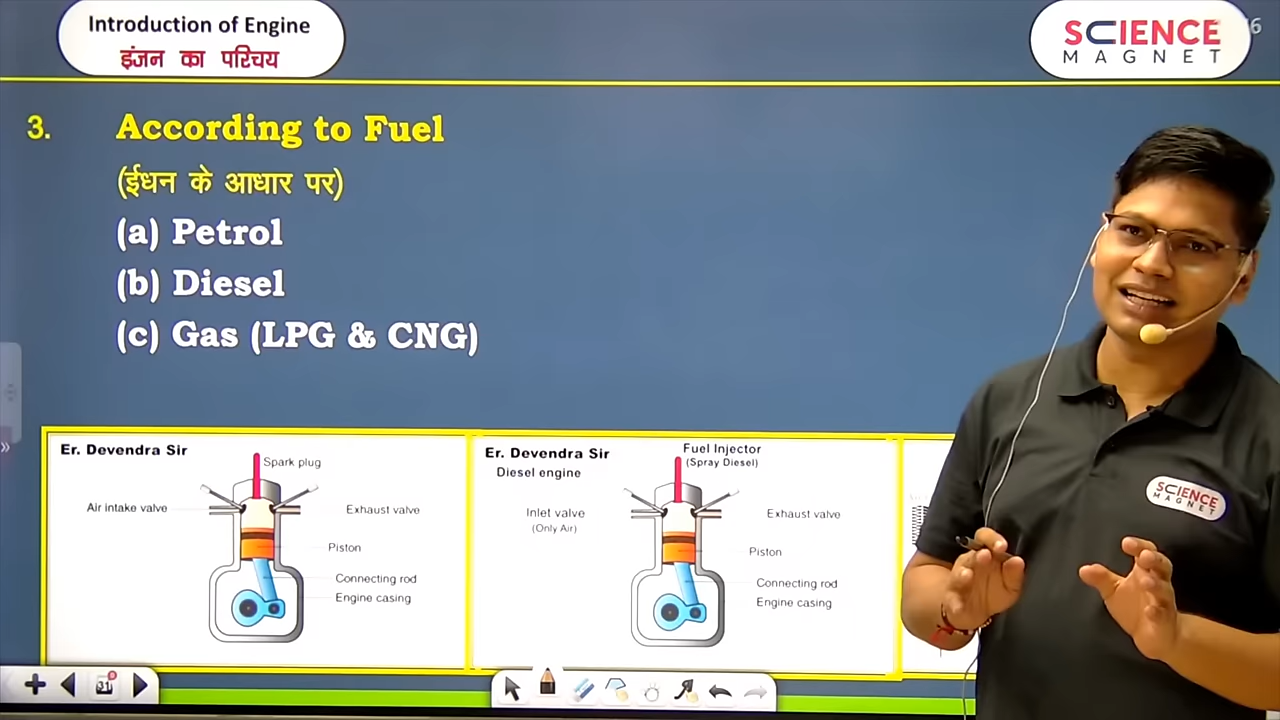 Introduction of Engine
इंजन का परिचय
SCIENCE
MAGNET
3. According to Fuel
(ईधन के आधार पर)
(a) Petrol
(b) Diesel
(c) Gas (LPG & CNG)
Er. Devendra Sir
Spark plug
Air intake valve
Exhaust valve
Piston
Connecting rod
Engine casing
Er. Devendra Sir
Diesel engine
Fuel Injector
(Spray Diesel)
Inlet valve
(Only Air)
Exhaust valve
Piston
Connecting rod
Engine casing
SCIENCE
MAGNET
31